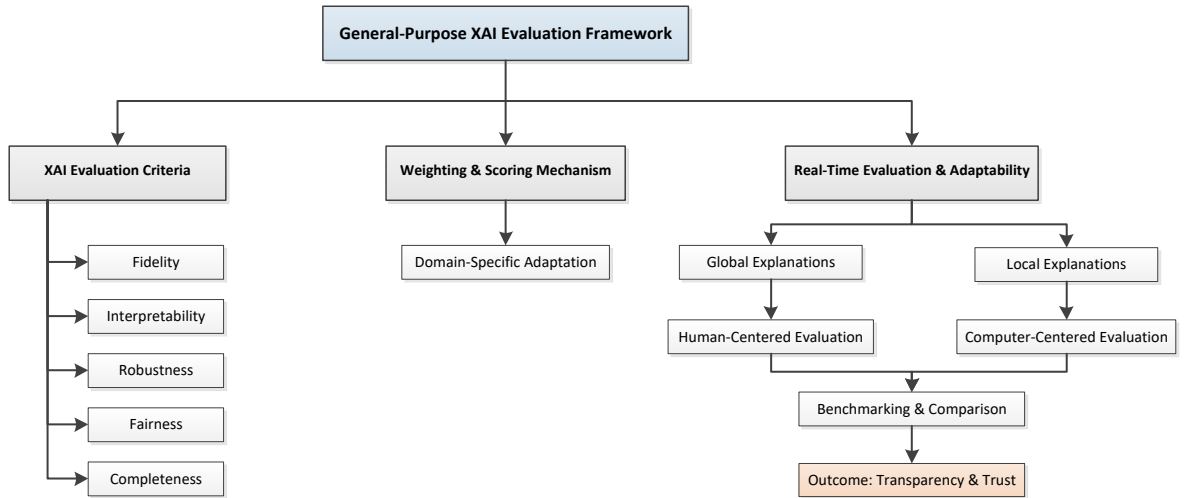 General-Purpose XAI Evaluation Framework
XAI Evaluation Criteria
Weighting & Scoring Mechanism
Real-Time Evaluation & Adaptability
Fidelity
Interpretability
Robustness
Fairness
Completeness
Domain-Specific Adaptation
Global Explanations
Local Explanations
Human-Centered Evaluation
Computer-Centered Evaluation
Benchmarking & Comparison
Outcome: Transparency & Trust